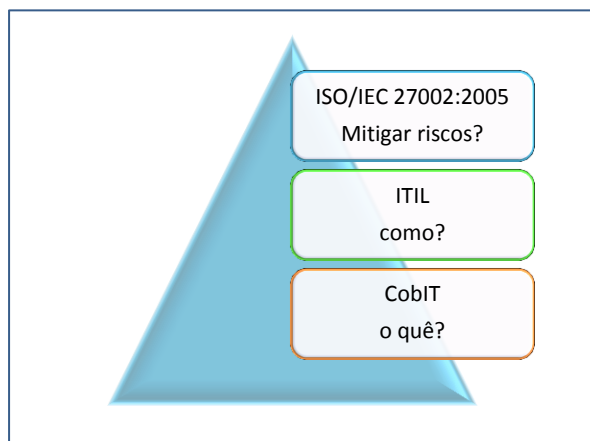 ISO/IEC 27002:2005
Mitigar riscos?
ITIL
como?
CobIT
o quê?